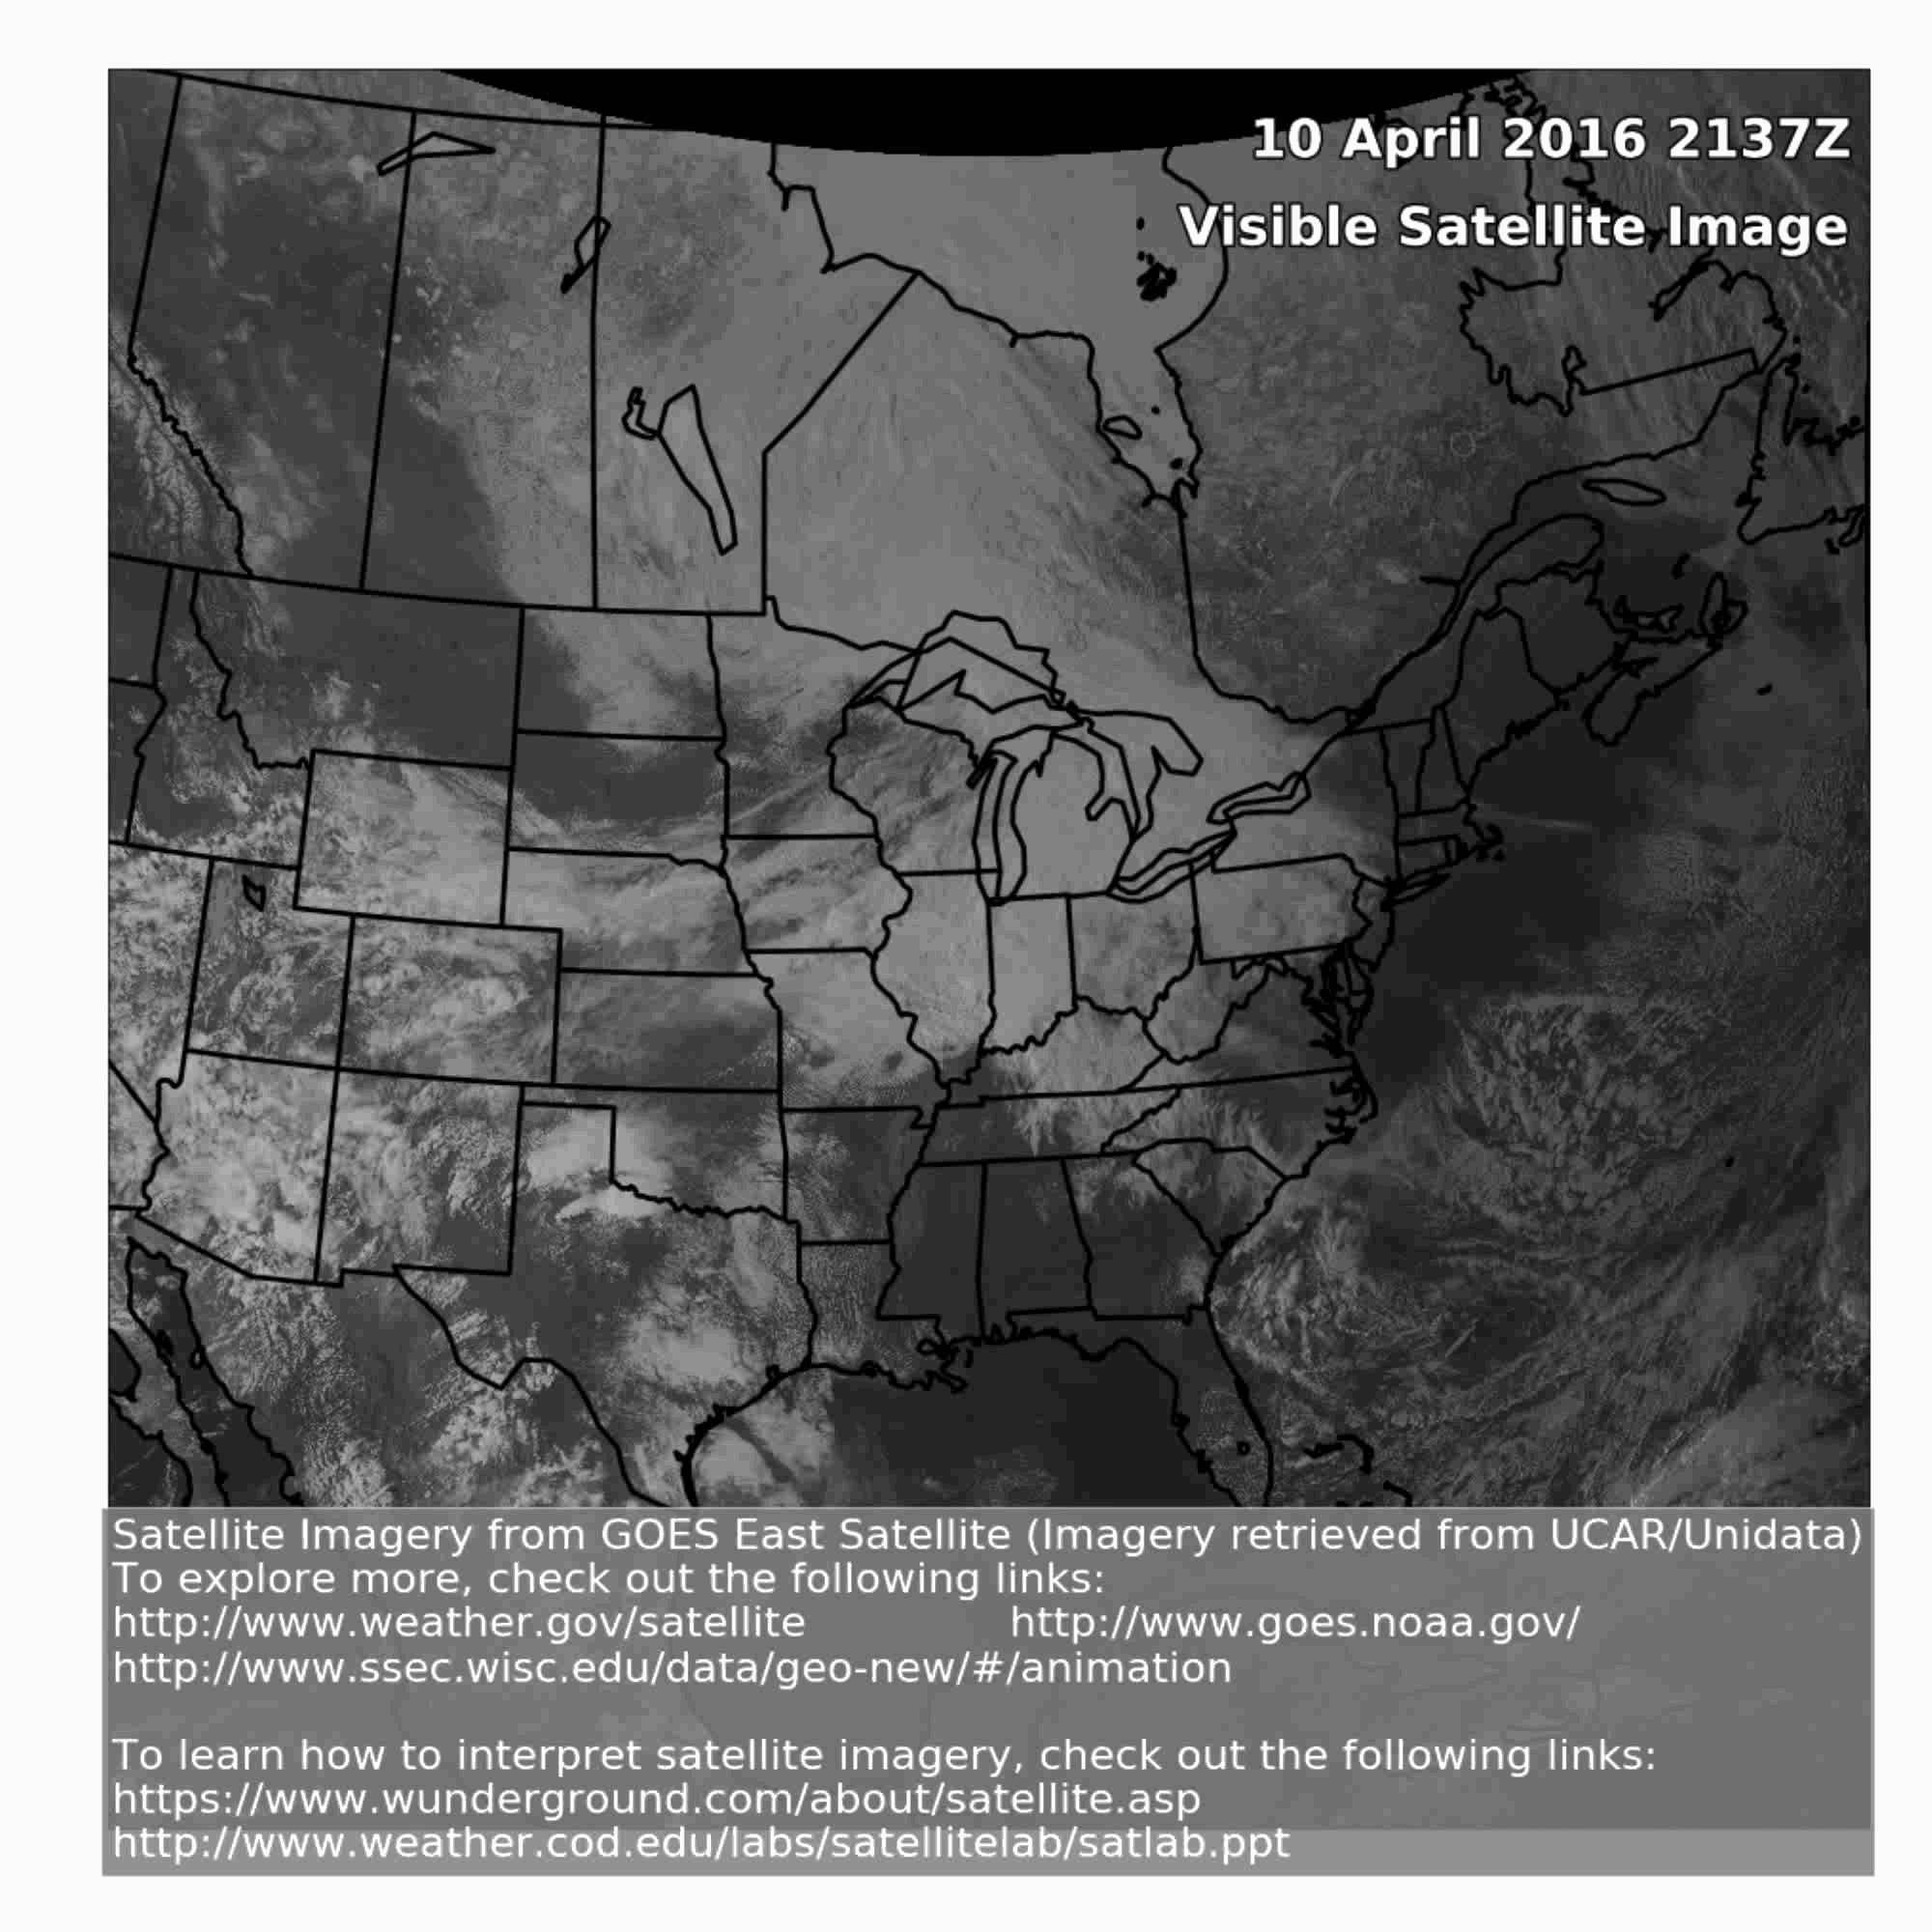 10 April 2016 2137Z
Visible Satellite Image
Satellite Imagery from GOES East Satellite (Imagery retrieved from UCAR/Unidata)
To explore more, check out the following links:
http://www.weather.gov/satellite http://www.goes.noaa.gov/
http://www.ssec.wisc.edu/data/geo-new/#/animation
To learn how to interpret satellite imagery, check out the following links:
https://www.wunderground.com/about/satellite.asp
http://www.weather.cod.edu/labs/satellitelab/satlab.ppt